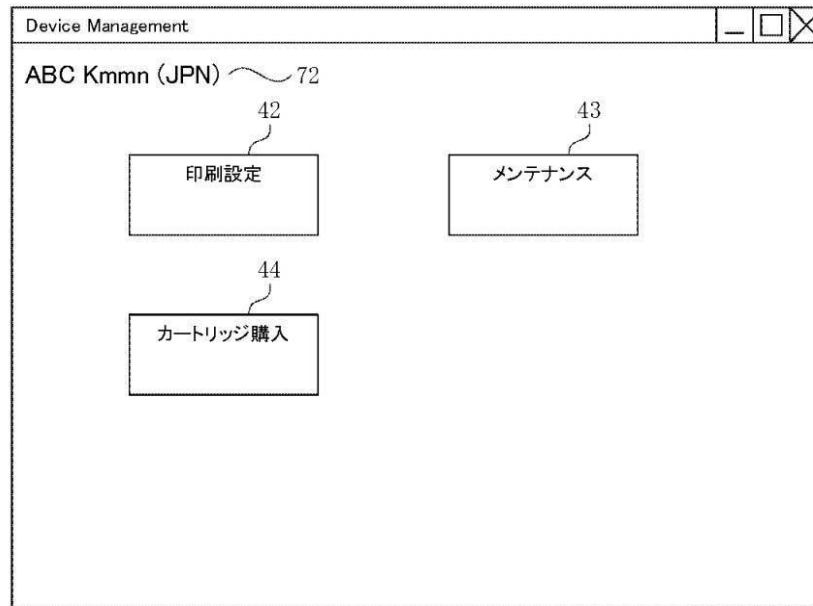 Device Management
ABC Kmmn (JPN) 72
42 43
印刷設定 メンテナンス
44
カートリッジ購入